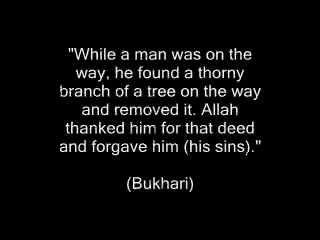 "While a man was on the
way, he found a thorny
branch of a tree on the way
and removed it. Allah
thanked him for that deed
and forgave him (his sins)."
(Bukhari)